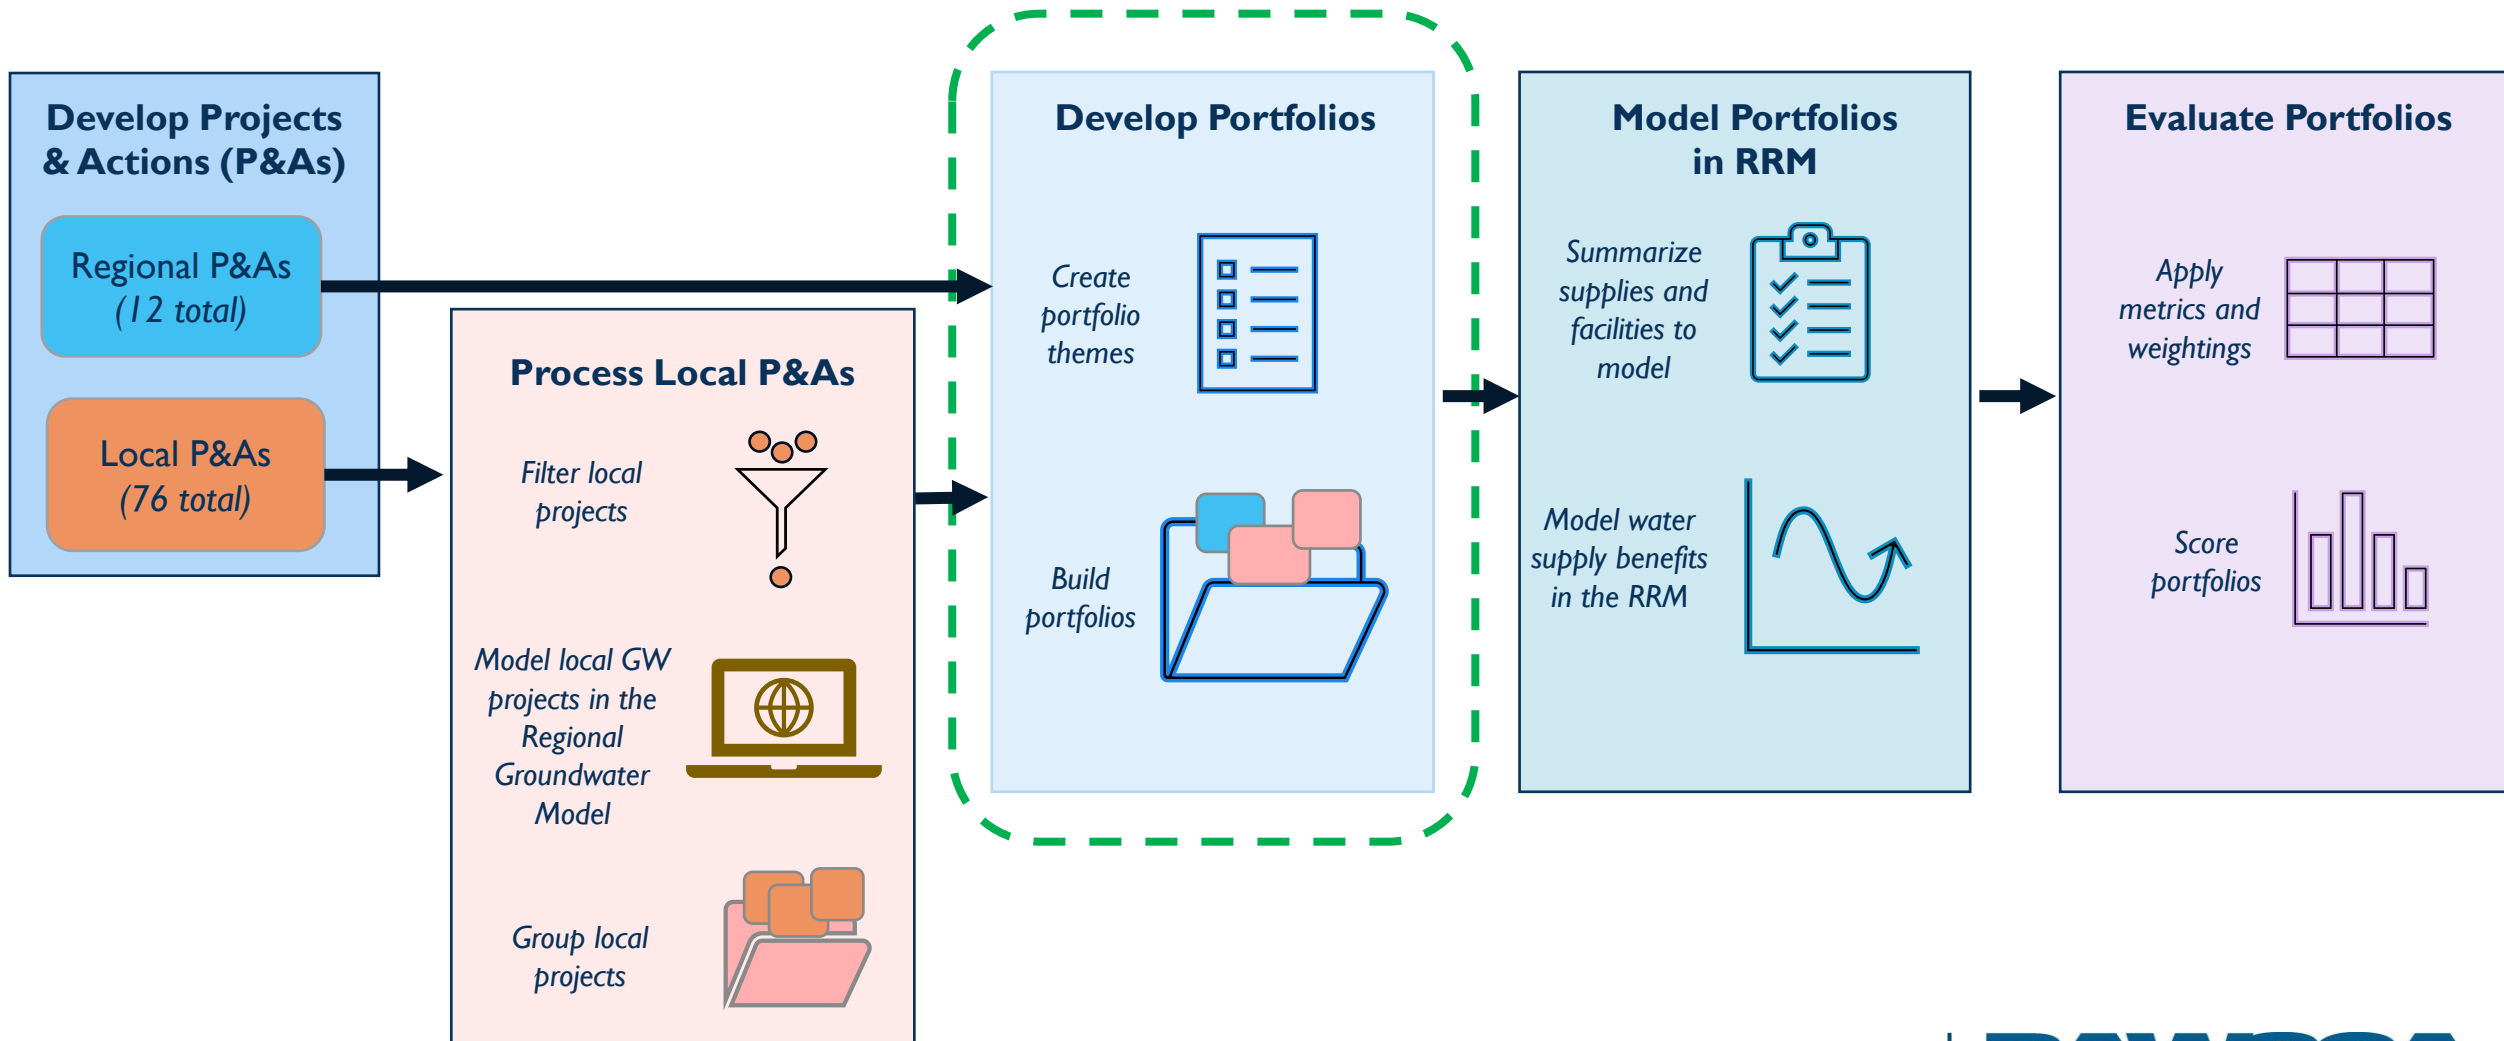 Develop Projects
& Actions (P&As)
Regional P&As
(12 total)
Local P&As
(76 total)
Process Local P&As
Filter local
projects
Model local GW
projects in the
Regional
Groundwater
Model
Group local
projects
Develop Portfolios
Create
portfolio
themes
Build
portfolios
Model Portfolios
in RRM
Summarize
supplies and
facilities to
model
Model water
supply benefits
in the RRM
Evaluate Portfolios
Apply
metrics and
weightings
Score
portfolios